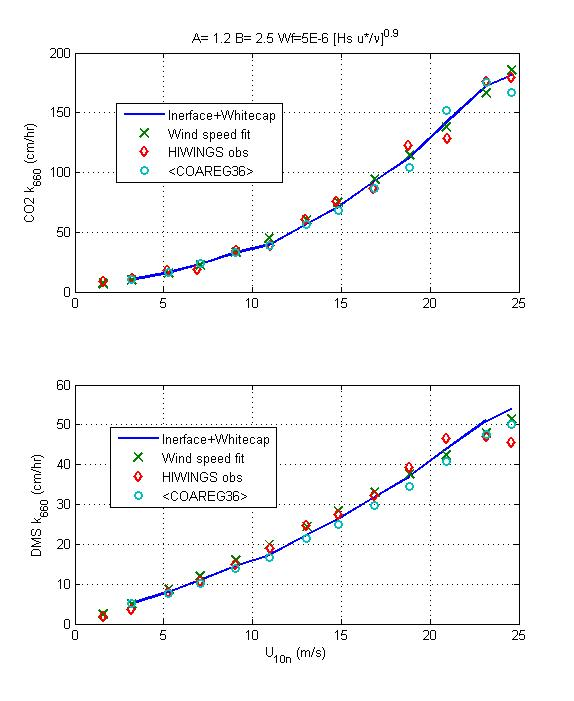 A= 1.2 B= 2.5 Wf=5E-6 [Hs u*/ν]0.9
200
150
100
50
0
CO2 k660 (cm/hr)
Inerface+Whitecap
Wind speed fit
HIWINGS obs
<COAREG36>
0 5 10 15 20 25
60
50
40
30
20
10
0
DMS k660 (cm/hr)
Inerface+Whitecap
Wind speed fit
HIWINGS obs
<COAREG36>
0 5 10 15 20 25
U10n (m/s)